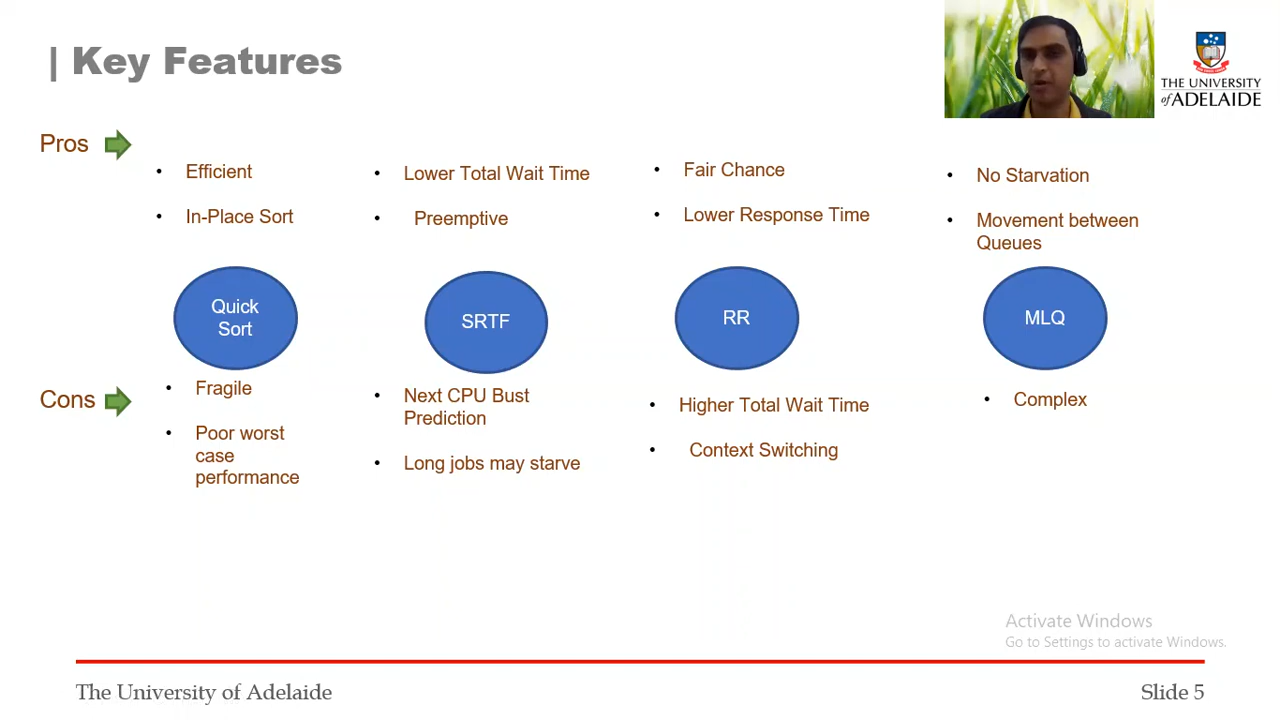 | Key Features
THE UNIVERSITY
of ADELAIDE
Pros
• Efficient
• In-Place Sort
• Lower Total Wait Time
• Preemptive
• Fair Chance
• Lower Response Time
• No Starvation
• Movement between
Queues
Quick
Sort
SRTF
RR
MLQ
Cons
• Fragile
• Poor worst
case
performance
• Next CPU Bust
Prediction
• Long jobs may starve
• Higher Total Wait Time
• Context Switching
• Complex
Activate Windows
Go to Settings to activate Windows.
The University of Adelaide
Slide 5